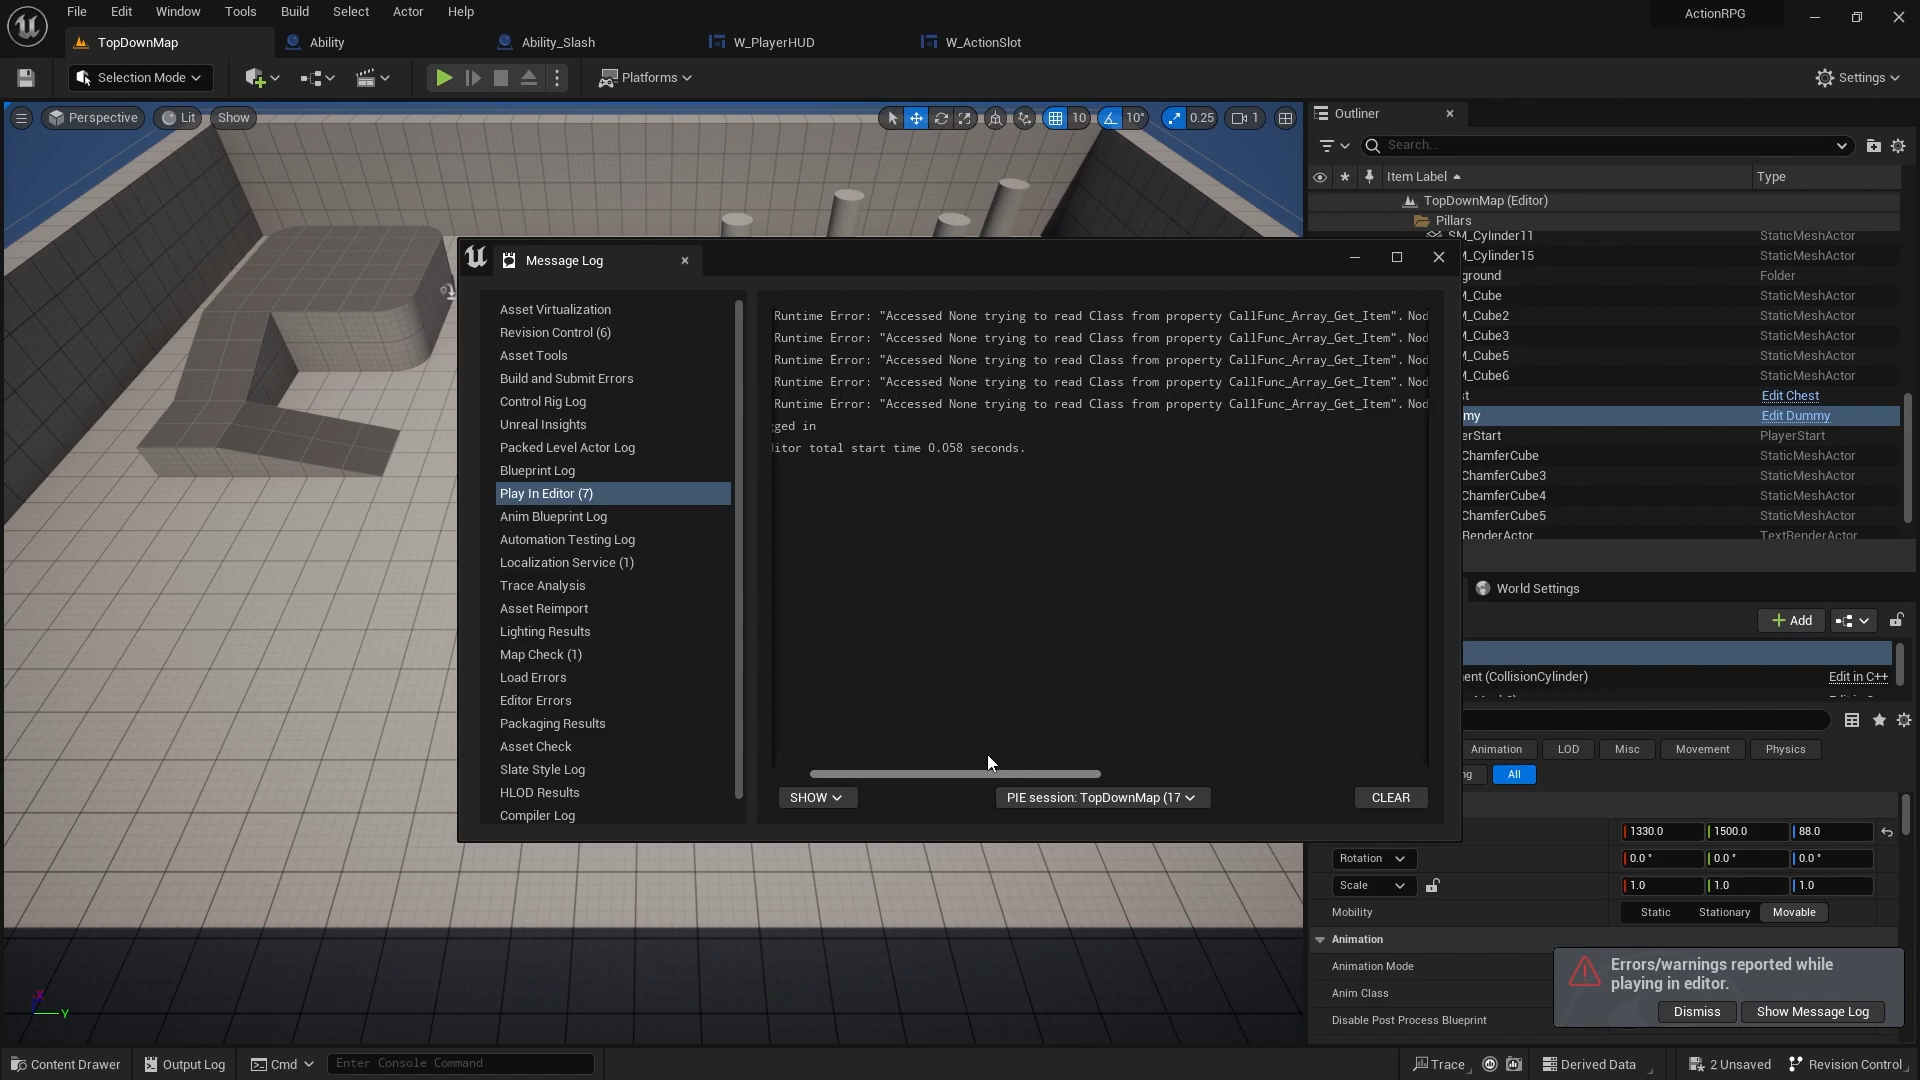 File Edit Window Tools Build Select Actor Help
ActionRPG
TopDownMap
Ability
Ability_Slash
W_PlayerHUD
W_ActionSlot
Selection Mode
Platforms
Settings
Perspective
Lit
Show
10
10°
0.25
1
Outliner
Search...
Item Label
Type
TopDownMap (Editor)
Pillars
SM_Cylinder11 StaticMeshActor
M_Cylinder15 StaticMeshActor
ground Folder
M_Cube StaticMeshActor
M_Cube2 StaticMeshActor
M_Cube3 StaticMeshActor
M_Cube5 StaticMeshActor
M_Cube6 StaticMeshActor
st Edit Chest
my Edit Dummy
erStart PlayerStart
ChamferCube StaticMeshActor
ChamferCube3 StaticMeshActor
ChamferCube4 StaticMeshActor
ChamferCube5 StaticMeshActor
RenderActor TextRenderActor
Message Log
Asset Virtualization
Revision Control (6)
Asset Tools
Build and Submit Errors
Control Rig Log
Unreal Insights
Packed Level Actor Log
Blueprint Log
Play In Editor (7)
Anim Blueprint Log
Automation Testing Log
Localization Service (1)
Trace Analysis
Asset Reimport
Lighting Results
Map Check (1)
Load Errors
Editor Errors
Packaging Results
Asset Check
Slate Style Log
HLOD Results
Compiler Log
Runtime Error: "Accessed None trying to read Class from property CallFunc_Array_Get_Item". Nod
Runtime Error: "Accessed None trying to read Class from property CallFunc_Array_Get_Item". Nod
Runtime Error: "Accessed None trying to read Class from property CallFunc_Array_Get_Item". Nod
Runtime Error: "Accessed None trying to read Class from property CallFunc_Array_Get_Item". Nod
Runtime Error: "Accessed None trying to read Class from property CallFunc_Array_Get_Item". Nod
gged in
ditor total start time 0.058 seconds.
SHOW
PIE session: TopDownMap (17
CLEAR
World Settings
Add
ent (CollisionCylinder) Edit in C++
Animation LOD Misc Movement Physics
ng All
1330.0 1500.0 88.0
Rotation 0.0 ° 0.0 ° 0.0 °
Scale 1.0 1.0 1.0
Mobility Static Stationary Movable
Animation
Animation Mode
Anim Class
Disable Post Process Blueprint
Errors/warnings reported while
playing in editor.
Dismiss Show Message Log
X
Y
Content Drawer
Output Log
Cmd
Enter Console Command
Trace
Derived Data
2 Unsaved
Revision Control